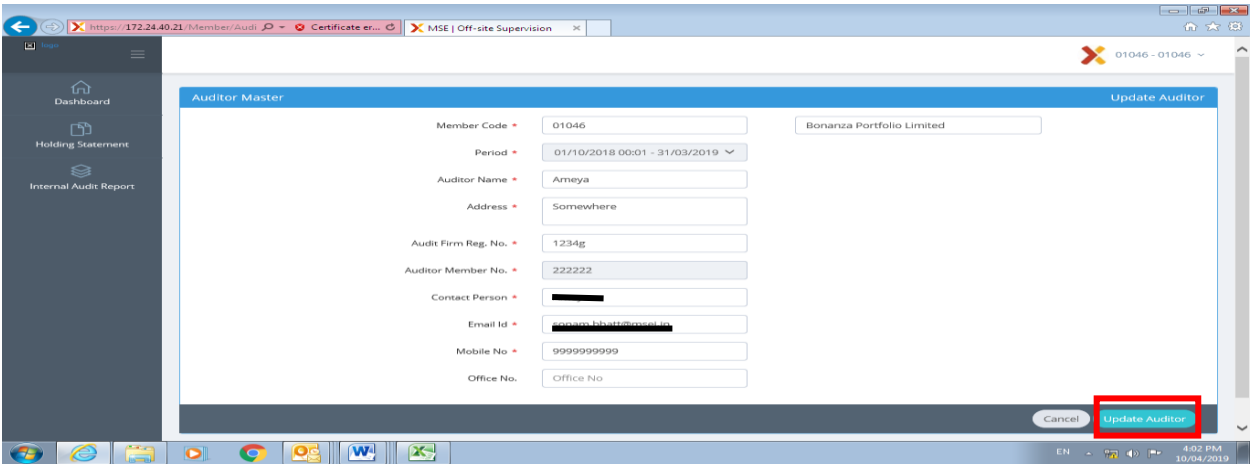 https://172.24.40.21/Member/Audi
Certificate er...
MSE | Off-site Supervision
logo
01046 - 01046
Dashboard
Holding Statement
Internal Audit Report
Auditor Master
Update Auditor
Member Code *
01046
Bonanza Portfolio Limited
Period *
01/10/2018 00:01 - 31/03/2019
Auditor Name *
Ameya
Address *
Somewhere
Audit Firm Reg. No. *
1234g
Auditor Member No. *
222222
Contact Person *
Email Id *
Mobile No *
9999999999
Office No.
Office No
Cancel
Update Auditor
EN
4:02 PM
10/04/2019